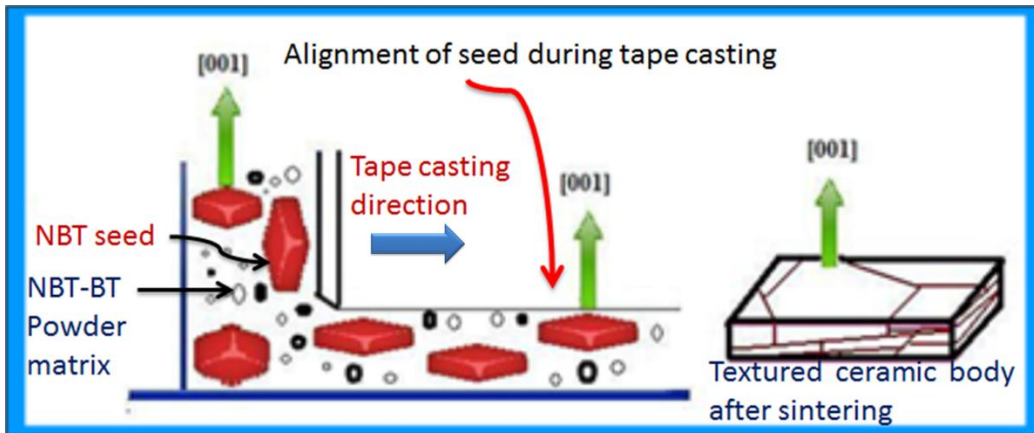 Alignment of seed during tape casting
[001]
Tape casting
direction
[001]
[001]
NBT seed
NBT-BT
Powder
matrix
Textured ceramic body
after sintering